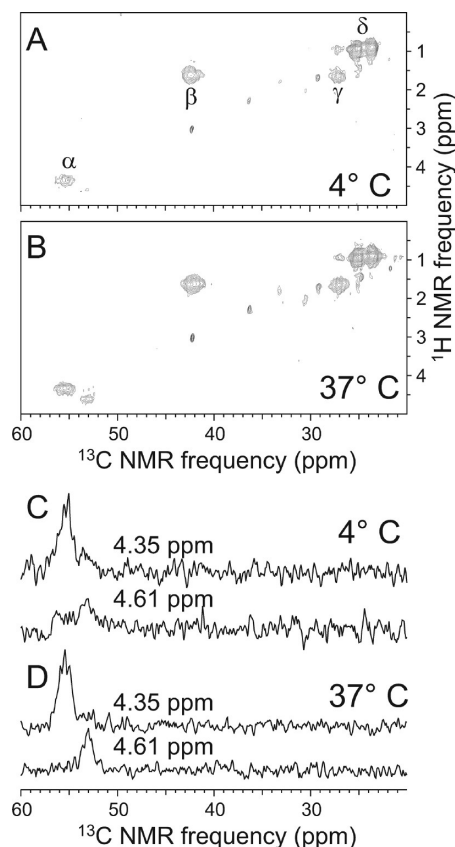 A
δ
1
β
γ
2
3
α
4
4° C
B
1
2
3
4
37° C
¹H NMR frequency (ppm)
60 50 40 30
¹³C NMR frequency (ppm)
C
4° C
4.35 ppm
4.61 ppm
D
37° C
4.35 ppm
4.61 ppm
60 50 40 30
¹³C NMR frequency (ppm)